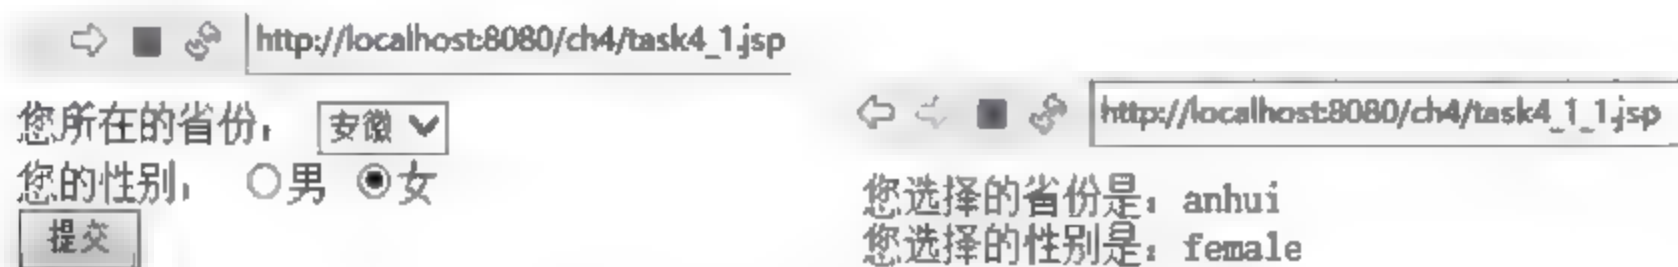 http://localhost:8080/ch4/task4_1.jsp
您所在的省份： 安徽
您的性别： 男 女
提交
http://localhost:8080/ch4/task4_1_1.jsp
您选择的省份是：anhui
您选择的性别是：female